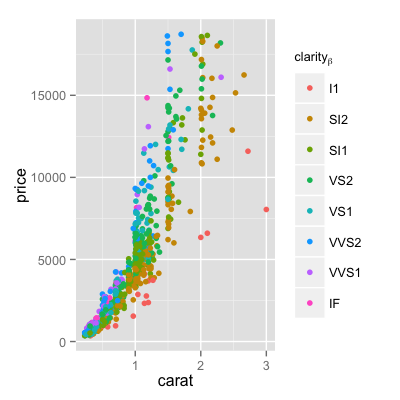 clarityβ
I1
SI2
SI1
VS2
VS1
VVS2
VVS1
IF
price
15000
10000
5000
0
1
2
3
carat